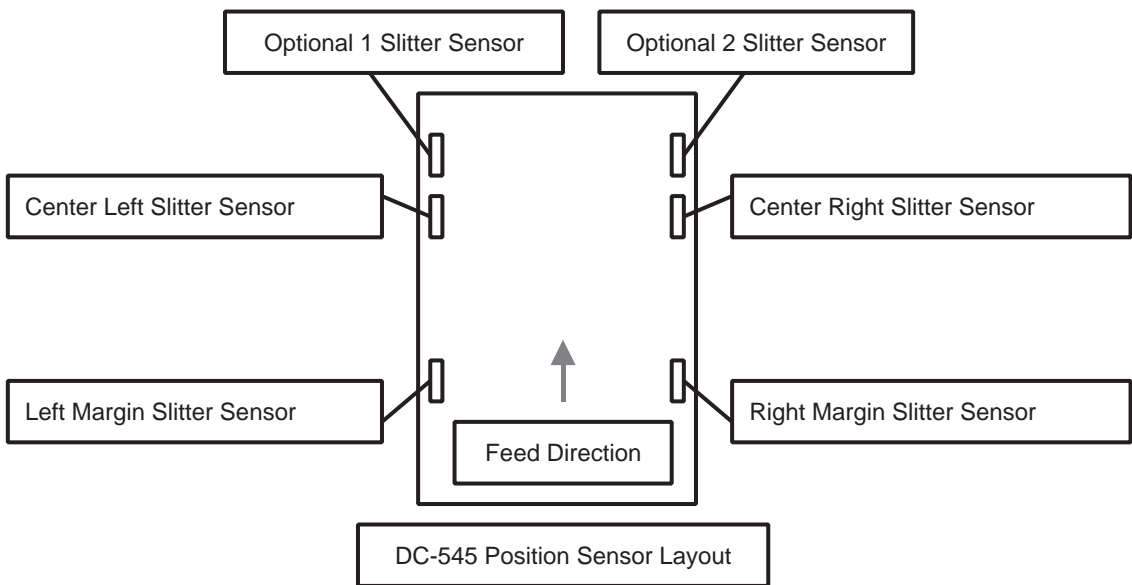 Optional 1 Slitter Sensor
Optional 2 Slitter Sensor
Center Left Slitter Sensor
Center Right Slitter Sensor
Left Margin Slitter Sensor
Right Margin Slitter Sensor
Feed Direction
DC-545 Position Sensor Layout